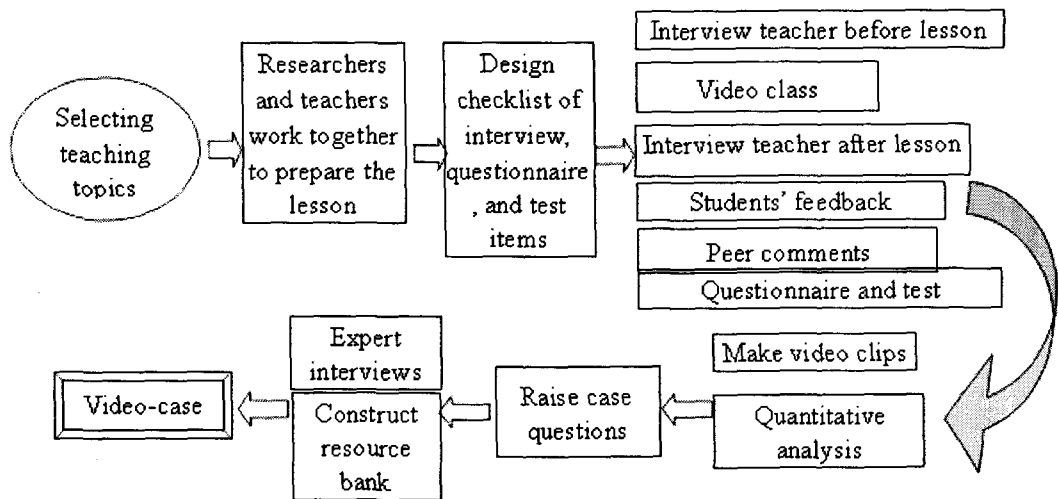 Selecting
teaching
topics
Researchers
and teachers
work together
to prepare the
lesson
Design
checklist of
interview,
questionnaire
, and test
items
Interview teacher before lesson
Video class
Interview teacher after lesson
Students' feedback
Peer comments
Questionnaire and test
Make video clips
Quantitative
analysis
Raise case
questions
Expert
interviews
Construct
resource
bank
Video-case